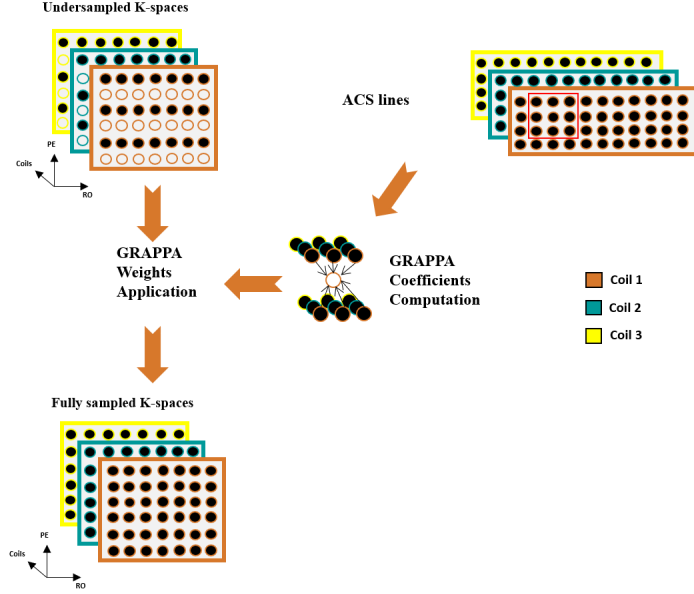 Undersampled K-spaces
ACS lines
PE
Coils
RO
GRAPPA
Weights
Application
GRAPPA
Coefficients
Computation
Coil 1
Coil 2
Coil 3
Fully sampled K-spaces
PE
Coils
RO